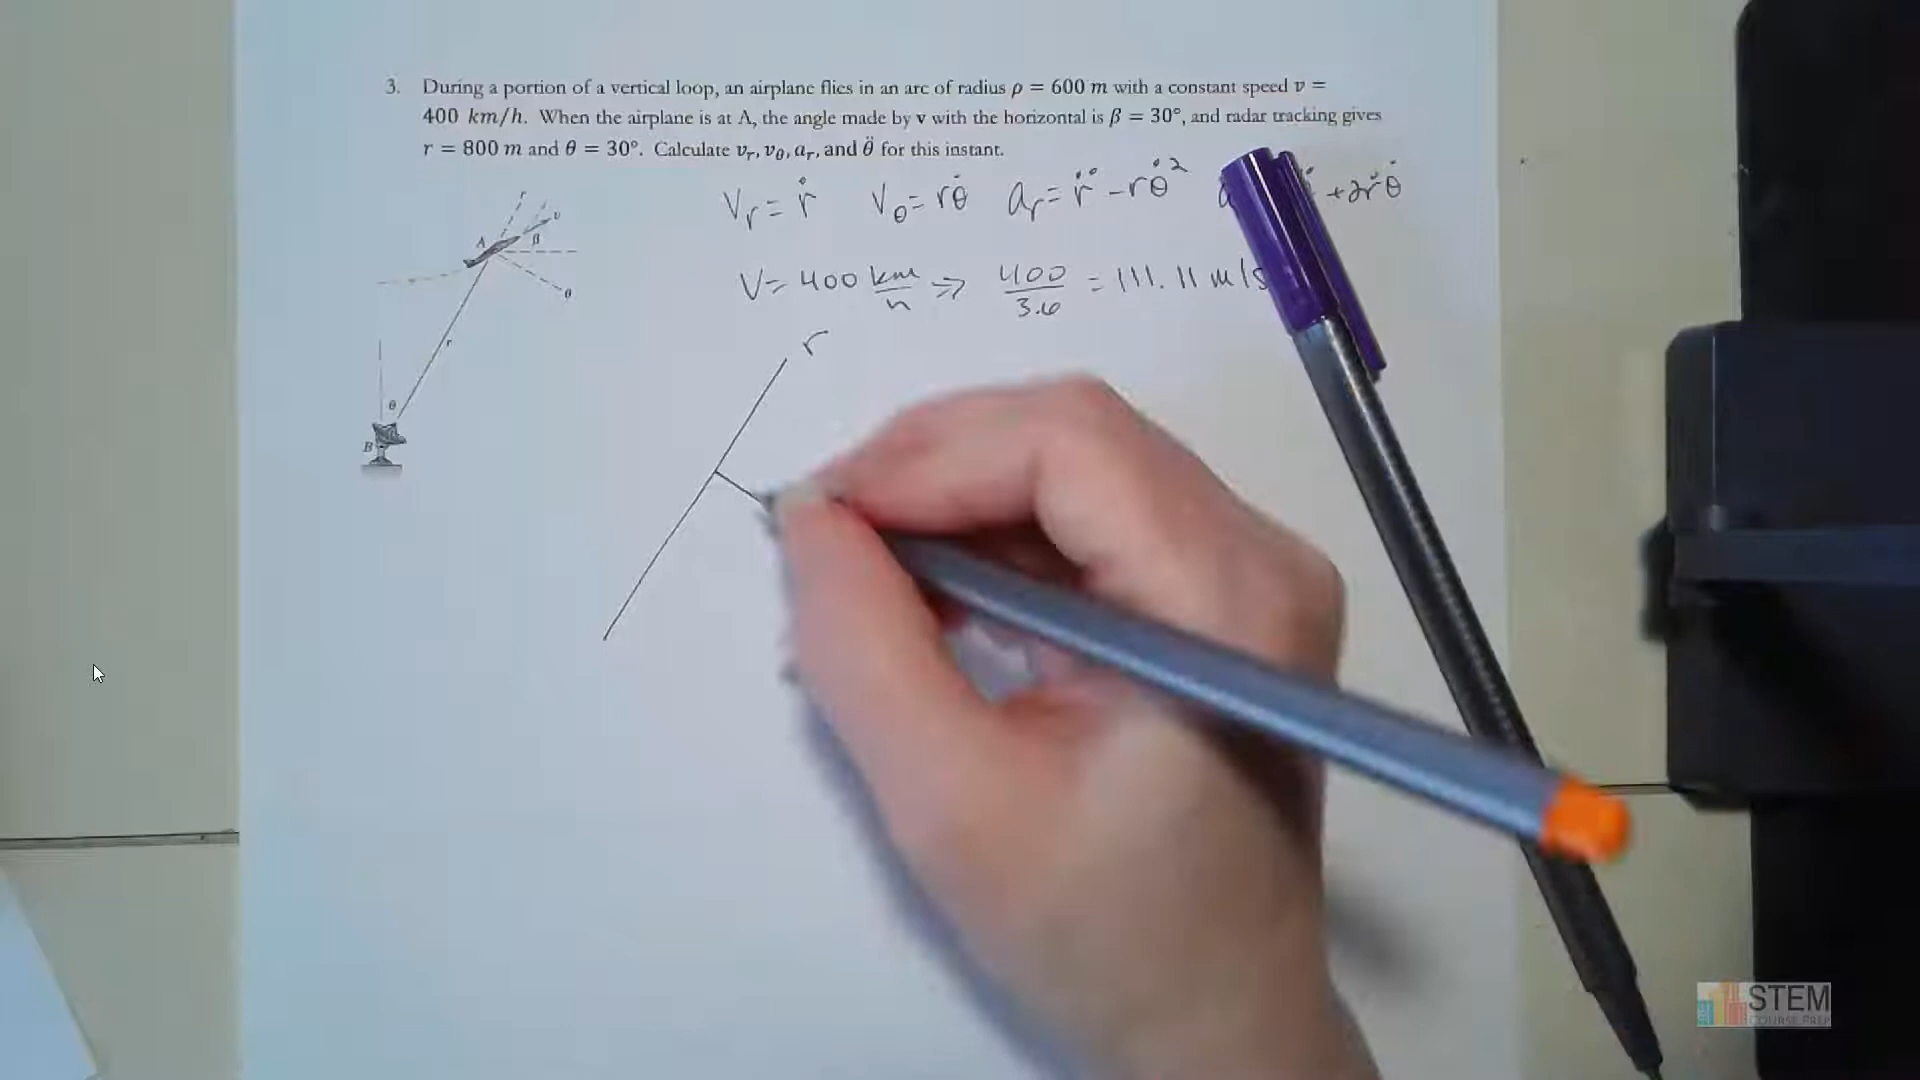 3. During a portion of a vertical loop, an airplane flies in an arc of radius ρ = 600 m with a constant speed v =
400 km/h. When the airplane is at A, the angle made by v with the horizontal is β = 30°, and radar tracking gives
r = 800 m and θ = 30°. Calculate v_r, v_θ, a_r, and θ̈ for this instant.
V_r = ṙ V_θ = rθ̇ a_r = r̈ - rθ̇² + 2ṙθ̇
V = 400 km/h ⇒ 400/3.6 = 111.11 m/s
r
A
β
v
θ
r
r
θ
B
STEM
COURSE PREP